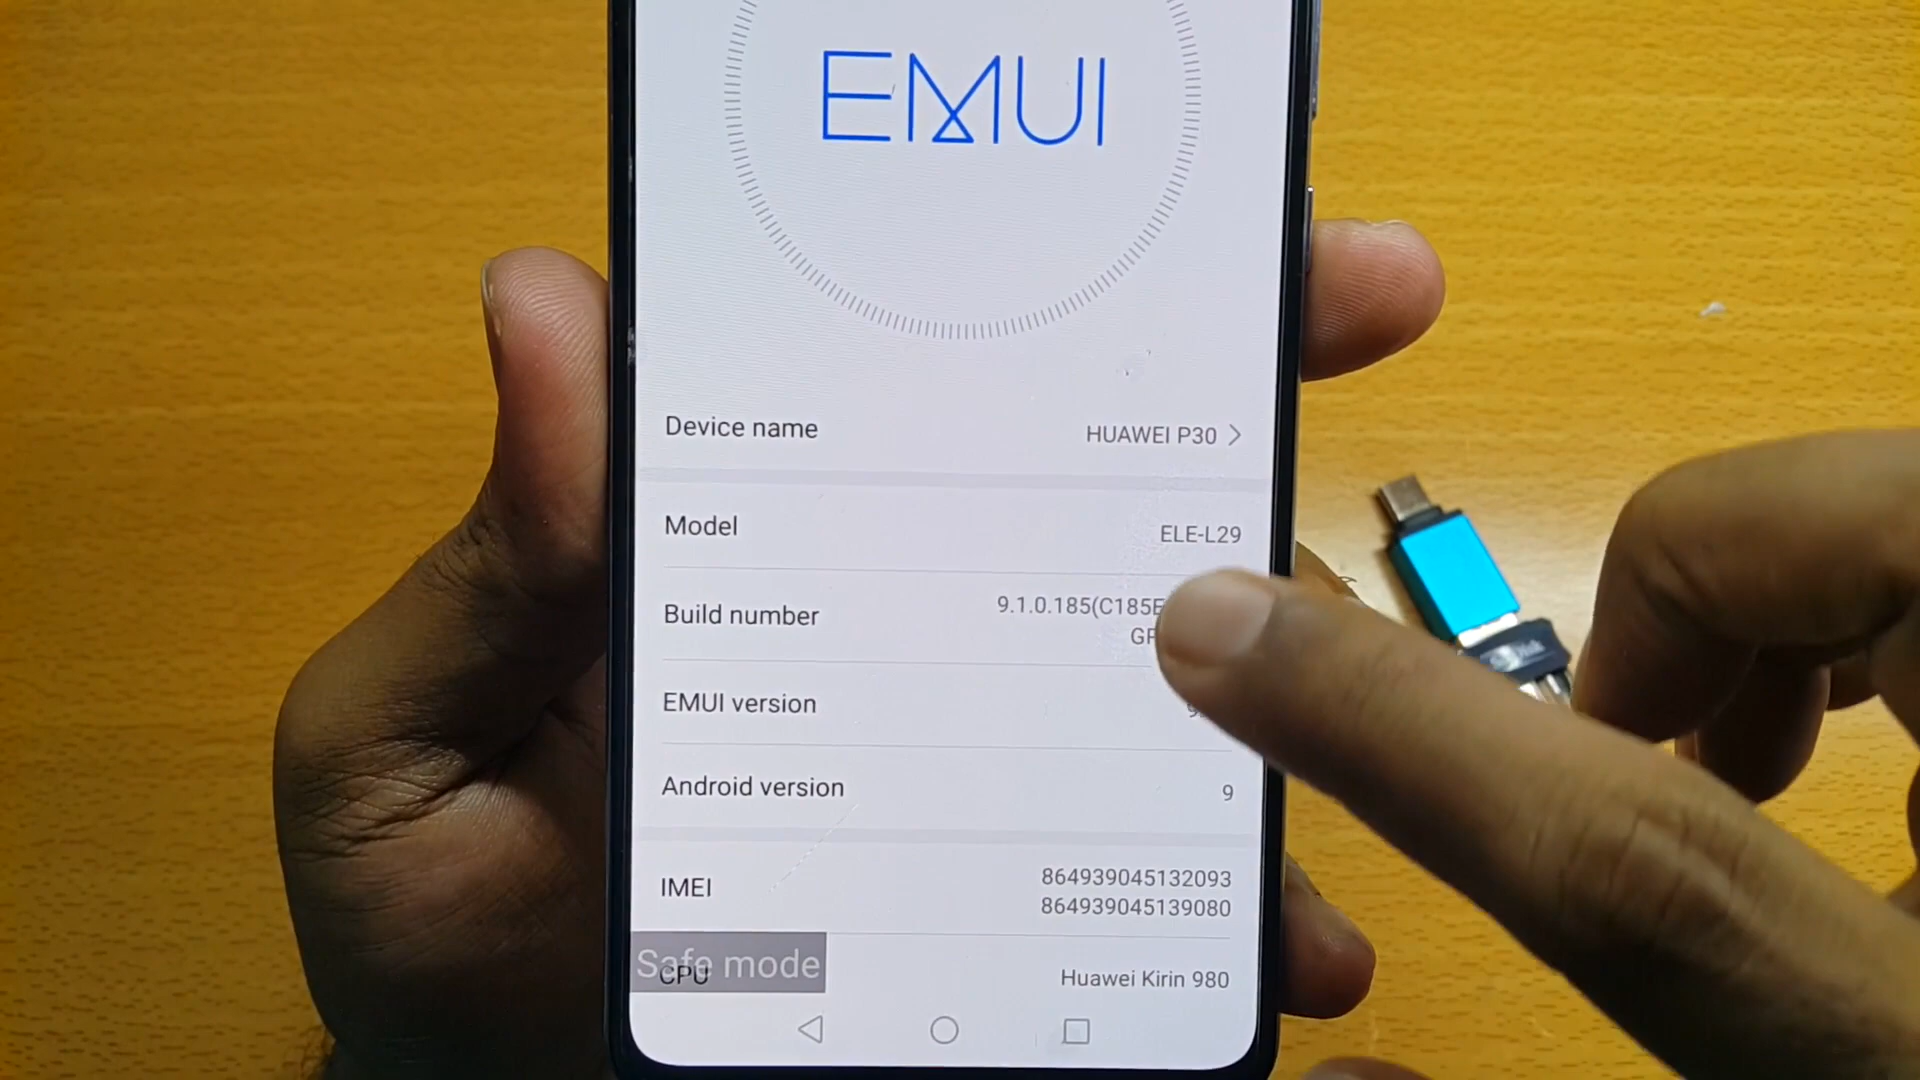 EMUI
Device name
HUAWEI P30
Model
ELE-L29
Build number
9.1.0.185(C185E
EMUI version
Android version
9
IMEI
864939045132093
864939045139080
Safe mode
CPU
Huawei Kirin 980